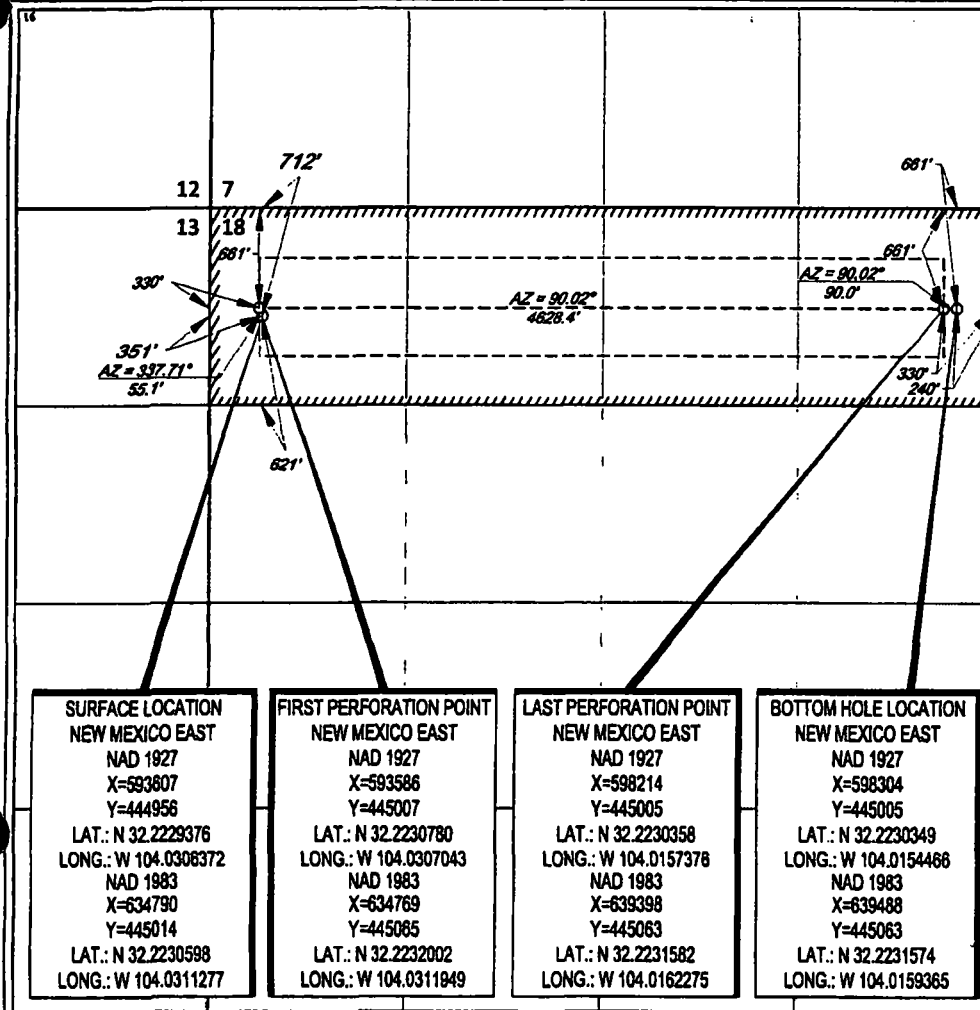 16
712'
661'
12 7
13 18
661'
661'
330'
AZ = 90.02°
90.0'
AZ = 90.02°
4628.4'
351'
AZ = 337.71°
55.1'
330'
240'
621'
SURFACE LOCATION
NEW MEXICO EAST
NAD 1927
X=593607
Y=444956
LAT.: N 32.2229376
LONG.: W 104.0306372
NAD 1983
X=634790
Y=445014
LAT.: N 32.2230598
LONG.: W 104.0311277
FIRST PERFORATION POINT
NEW MEXICO EAST
NAD 1927
X=593586
Y=445007
LAT.: N 32.2230780
LONG.: W 104.0307043
NAD 1983
X=634769
Y=445065
LAT.: N 32.2232002
LONG.: W 104.0311949
LAST PERFORATION POINT
NEW MEXICO EAST
NAD 1927
X=598214
Y=445005
LAT.: N 32.2230358
LONG.: W 104.0157376
NAD 1983
X=639398
Y=445063
LAT.: N 32.2231582
LONG.: W 104.0162275
BOTTOM HOLE LOCATION
NEW MEXICO EAST
NAD 1927
X=598304
Y=445005
LAT.: N 32.2230349
LONG.: W 104.0154466
NAD 1983
X=639488
Y=445063
LAT.: N 32.2231574
LONG.: W 104.0159365